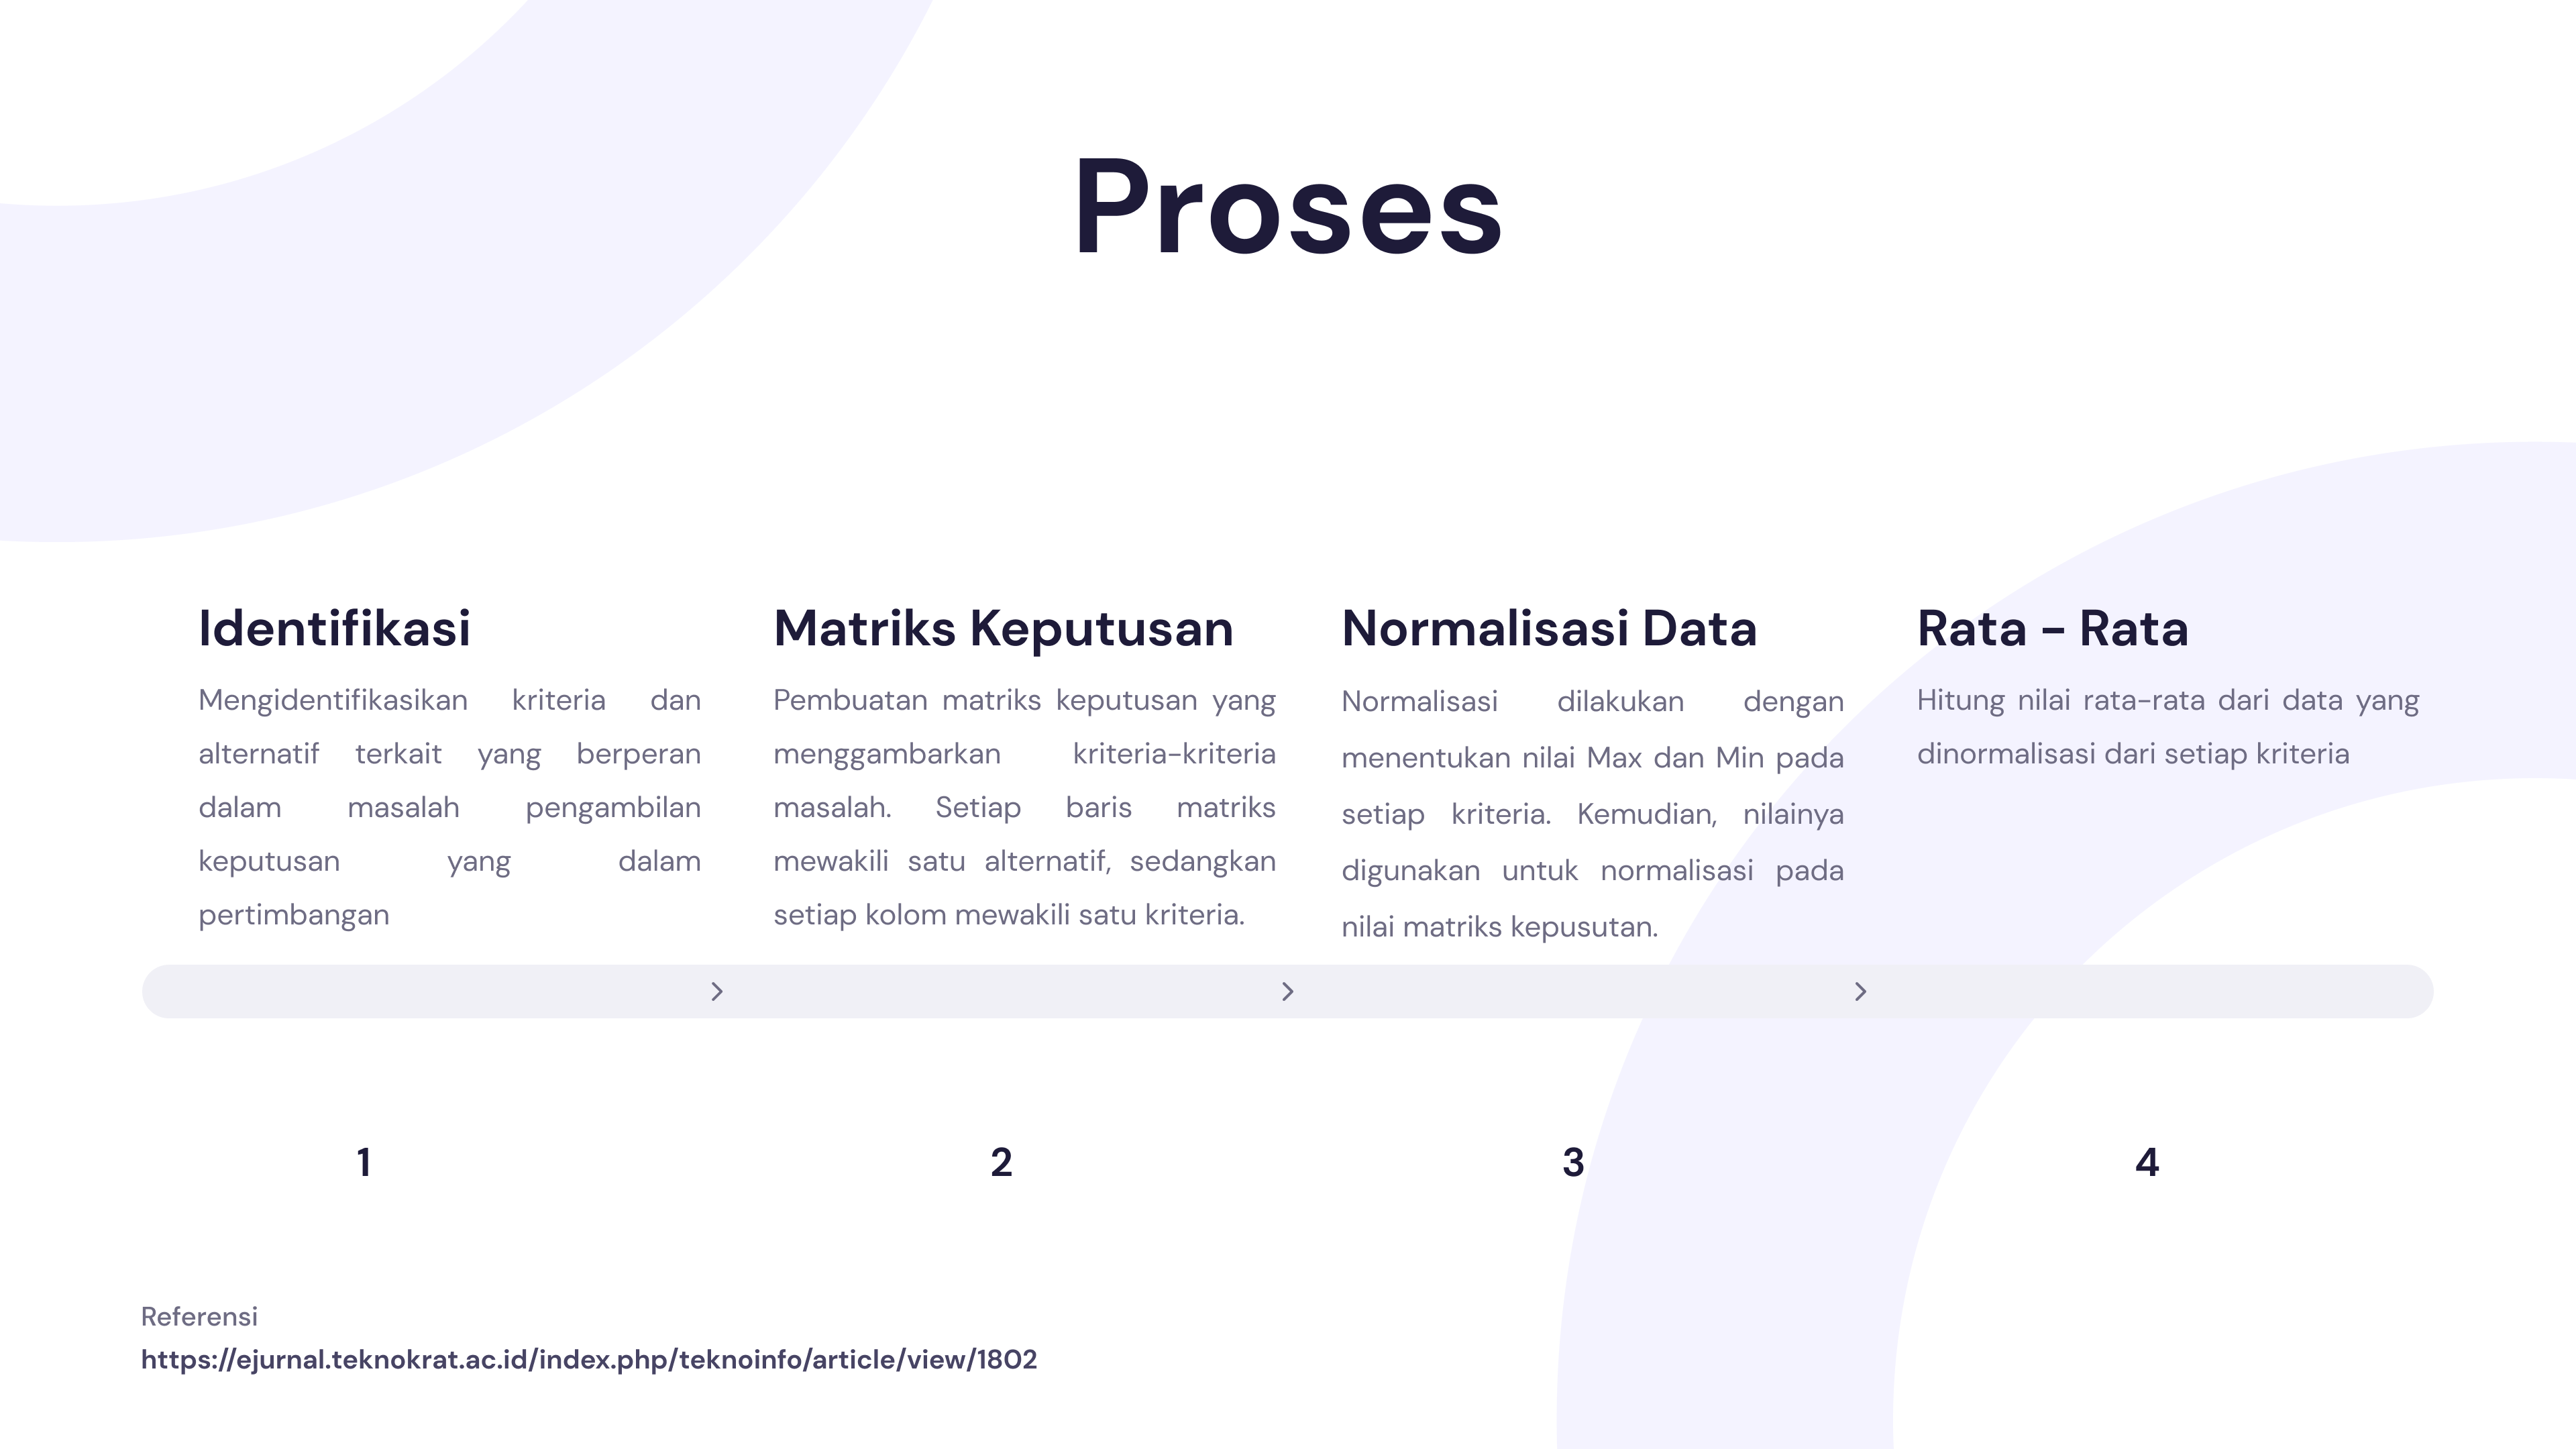 Proses
Identifikasi
Mengidentifikasikan kriteria dan
alternatif terkait yang berperan
dalam masalah pengambilan
keputusan yang dalam
pertimbangan
Matriks Keputusan
Pembuatan matriks keputusan yang
menggambarkan kriteria-kriteria
masalah. Setiap baris matriks
mewakili satu alternatif, sedangkan
setiap kolom mewakili satu kriteria.
Normalisasi Data
Normalisasi dilakukan dengan
menentukan nilai Max dan Min pada
setiap kriteria. Kemudian, nilainya
digunakan untuk normalisasi pada
nilai matriks kepusutan.
Rata - Rata
Hitung nilai rata-rata dari data yang
dinormalisasi dari setiap kriteria
1
2
3
4
Referensi
https://ejurnal.teknokrat.ac.id/index.php/teknoinfo/article/view/1802